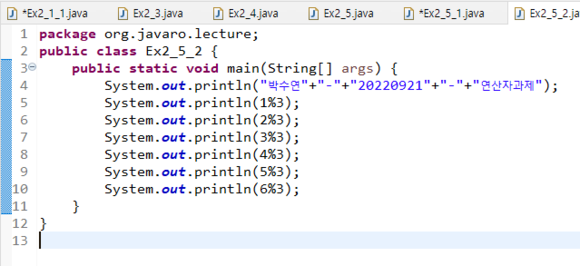 *Ex2_1_1.java Ex2_3.java Ex2_4.java Ex2_5.java *Ex2_5_1.java Ex2_5_2.ja
1 package org.javaro.lecture;
2 public class Ex2_5_2 {
3 public static void main(String[] args) {
4 System.out.println("박수연"+"-"+"20220921"+"-"+"연산자과제");
5 System.out.println(1%3);
6 System.out.println(2%3);
7 System.out.println(3%3);
8 System.out.println(4%3);
9 System.out.println(5%3);
10 System.out.println(6%3);
11 }
12 }
13